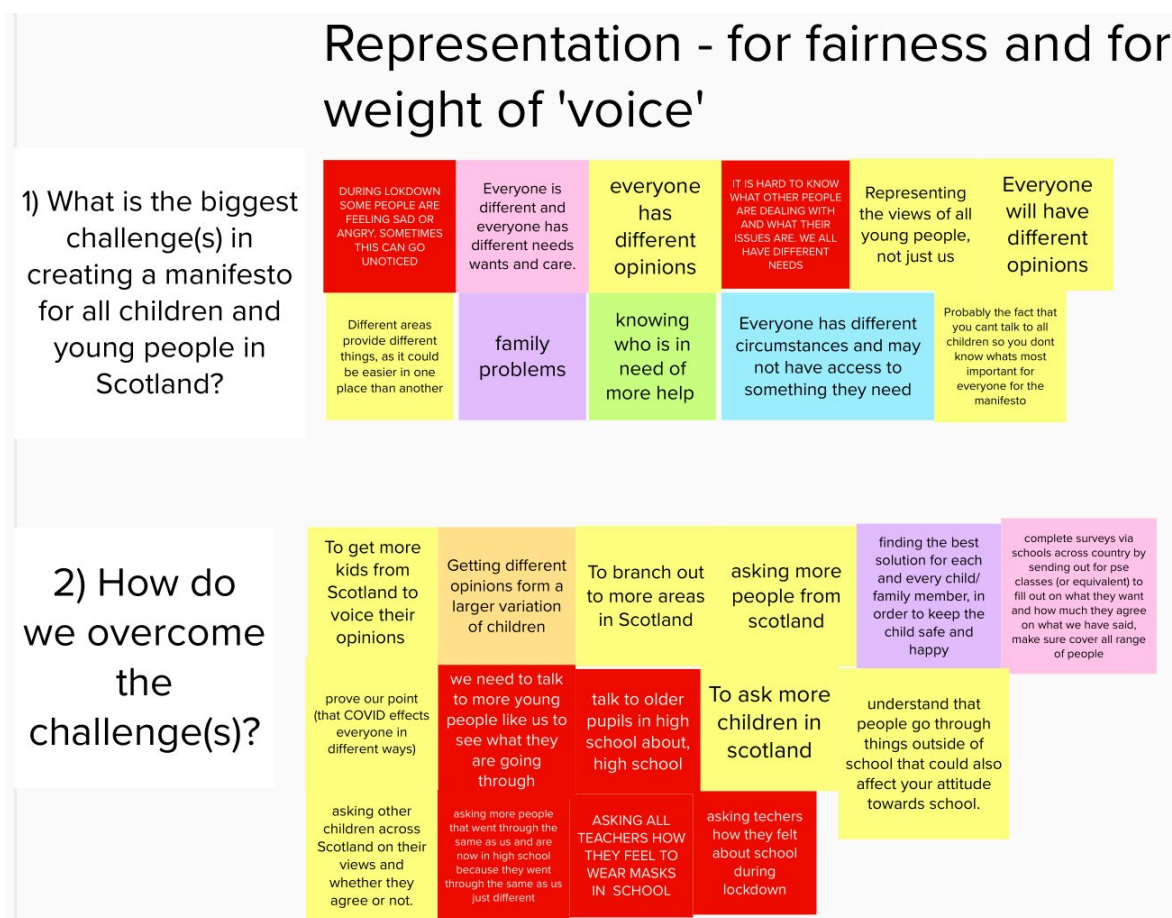 Representation - for fairness and for
weight of 'voice'
1) What is the biggest
challenge(s) in
creating a manifesto
for all children and
young people in
Scotland?
DURING LOKDOWN
SOME PEOPLE ARE
FEELING SAD OR
ANGRY. SOMETIMES
THIS CAN GO
UNOTICED
Everyone is
different and
everyone has
different needs
wants and care.
everyone
has
different
opinions
IT IS HARD TO KNOW
WHAT OTHER PEOPLE
ARE DEALING WITH
AND WHAT THEIR
ISSUES ARE. WE ALL
HAVE DIFFERENT
NEEDS
Representing
the views of all
young people,
not just us
Everyone
will have
different
opinions
Different areas
provide different
things, as it could
be easier in one
place than another
family
problems
knowing
who is in
need of
more help
Everyone has different
circumstances and may
not have access to
something they need
Probably the fact that
you cant talk to all
children so you dont
know whats most
important for
everyone for the
manifesto
2) How do
we overcome
the
challenge(s)?
To get more
kids from
Scotland to
voice their
opinions
Getting different
opinions form a
larger variation
of children
To branch out
to more areas
in Scotland
asking more
people from
scotland
finding the best
solution for each
and every child/
family member, in
order to keep the
child safe and
happy
complete surveys via
schools across country by
sending out for pse
classes (or equivalent) to
fill out on what they want
and how much they agree
on what we have said,
make sure cover all range
of people
prove our point
(that COVID effects
everyone in
different ways)
we need to talk
to more young
people like us to
see what they
are going
through
talk to older
pupils in high
school about,
high school
To ask more
children in
scotland
understand that
people go through
things outside of
school that could also
affect your attitude
towards school.
asking other
children across
Scotland on their
views and
whether they
agree or not.
asking more people
that went through the
same as us and are
now in high school
because they went
through the same as us
just different
ASKING ALL
TEACHERS HOW
THEY FEEL TO
WEAR MASKS
IN SCHOOL
asking techers
how they felt
about school
during
lockdown